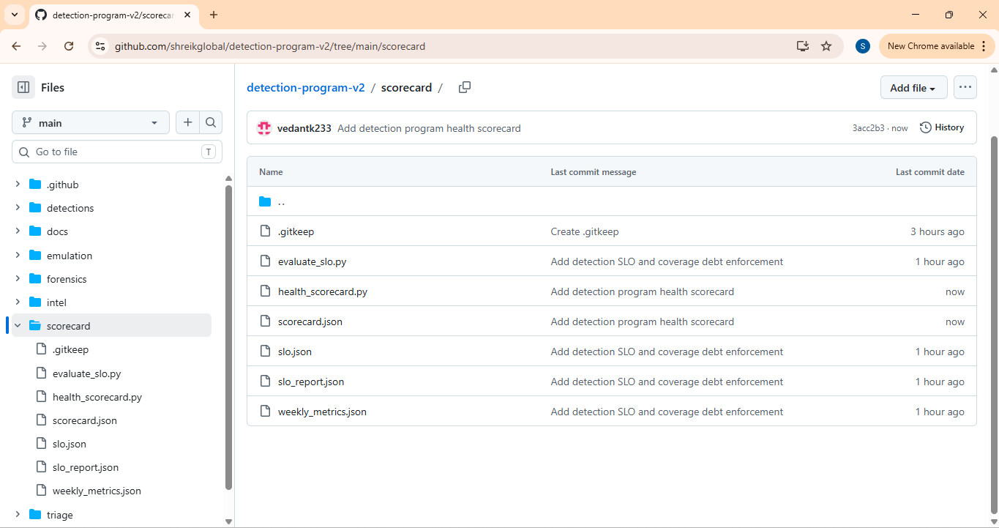 detection-program-v2/scorecar
github.com/shreikglobal/detection-program-v2/tree/main/scorecard
S
New Chrome available
Files
main
Go to file
T
.github
detections
docs
emulation
forensics
intel
scorecard
.gitkeep
evaluate_slo.py
health_scorecard.py
scorecard.json
slo.json
slo_report.json
weekly_metrics.json
triage
detection-program-v2 / scorecard /
Add file
vedantk233 Add detection program health scorecard 3acc2b3 · now History
Name Last commit message Last commit date
..
.gitkeep Create .gitkeep 3 hours ago
evaluate_slo.py Add detection SLO and coverage debt enforcement 1 hour ago
health_scorecard.py Add detection program health scorecard now
scorecard.json Add detection program health scorecard now
slo.json Add detection SLO and coverage debt enforcement 1 hour ago
slo_report.json Add detection SLO and coverage debt enforcement 1 hour ago
weekly_metrics.json Add detection SLO and coverage debt enforcement 1 hour ago